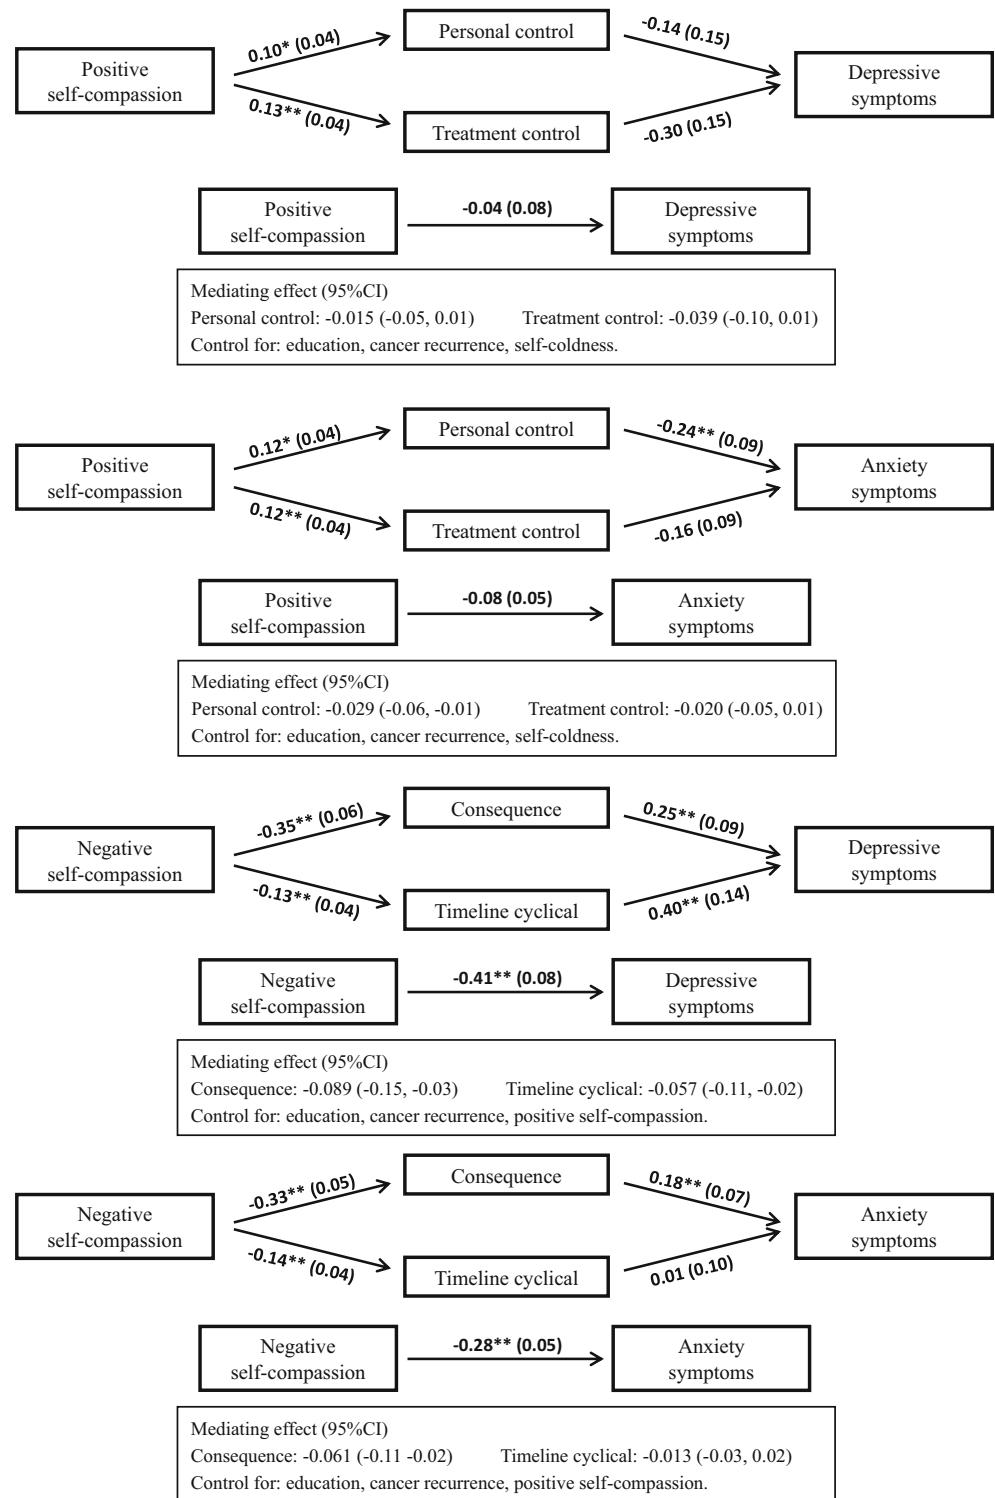 0.10* (0.04)
Personal control
-0.14 (0.15)
Positive
self-compassion
Depressive
symptoms
0.13** (0.04)
Treatment control
-0.30 (0.15)
Positive
self-compassion
-0.04 (0.08)
Depressive
symptoms
Mediating effect (95%CI)
Personal control: -0.015 (-0.05, 0.01) Treatment control: -0.039 (-0.10, 0.01)
Control for: education, cancer recurrence, self-coldness.
0.12* (0.04)
Personal control
-0.24** (0.09)
Positive
self-compassion
Anxiety
symptoms
0.12** (0.04)
Treatment control
-0.16 (0.09)
Positive
self-compassion
-0.08 (0.05)
Anxiety
symptoms
Mediating effect (95%CI)
Personal control: -0.029 (-0.06, -0.01) Treatment control: -0.020 (-0.05, 0.01)
Control for: education, cancer recurrence, self-coldness.
-0.35** (0.06)
Consequence
0.25** (0.09)
Negative
self-compassion
Depressive
symptoms
-0.13** (0.04)
Timeline cyclical
0.40** (0.14)
Negative
self-compassion
-0.41** (0.08)
Depressive
symptoms
Mediating effect (95%CI)
Consequence: -0.089 (-0.15, -0.03) Timeline cyclical: -0.057 (-0.11, -0.02)
Control for: education, cancer recurrence, positive self-compassion.
-0.33** (0.05)
Consequence
0.18** (0.07)
Negative
self-compassion
Anxiety
symptoms
-0.14** (0.04)
Timeline cyclical
0.01 (0.10)
Negative
self-compassion
-0.28** (0.05)
Anxiety
symptoms
Mediating effect (95%CI)
Consequence: -0.061 (-0.11 -0.02) Timeline cyclical: -0.013 (-0.03, 0.02)
Control for: education, cancer recurrence, positive self-compassion.